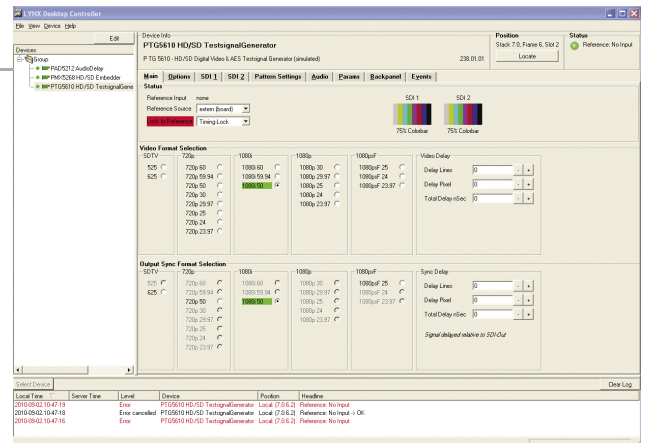 LYNX Desktop Controller
File View Device Help
Edit
Devices
Group
PAD5212 AudioDelay
PMX5268 HD/SD Embedder
PTG5610 HD/SD TestsignalGene
Device Info
PTG5610 HD/SD TestsignalGenerator
P TG 5610 - HD/SD Digital Video & AES Testsignal Generator (simulated)
238.01.01
Position
Stack 7.0, Frame 6, Slot 2
Locate
Status
Reference: No Input
Main Options SDI 1 SDI 2 Pattern Settings Audio Params Backpanel Events
Status
Reference Input none
Reference Source extern (board)
Lock to Reference Timing-Lock
SDI 1 SDI 2
75% Colorbar 75% Colorbar
Video Format Selection
SDTV 720p 1080i 1080p 1080psF Video Delay
525 720p 60 1080i 60 1080p 30 1080psF 25 Delay Lines 0 - +
625 720p 59.94 1080i 59.94 1080p 29.97 1080psF 24
720p 50 1080i 50 1080p 25 1080psF 23.97 Delay Pixel 0 - +
720p 30 1080p 24
720p 29.97 1080p 23.97 Total Delay nSec 0 - +
720p 25
720p 24
720p 23.97
Output Sync Format Selection
SDTV 720p 1080i 1080p 1080psF Sync Delay
525 720p 60 1080i 60 1080p 30 1080psF 25 Delay Lines 0 - +
625 720p 59.94 1080i 59.94 1080p 29.97 1080psF 24
720p 50 1080i 50 1080p 25 1080psF 23.97 Delay Pixel 0 - +
720p 30 1080p 24
720p 29.97 1080p 23.97 Total Delay nSec 0 - +
720p 25
720p 24 Signal delayed relative to SDI-Out
720p 23.97
Select Device
Clear Log
Local Time Server Time Level Device Position Headline
2010-09-02 10-47-19 Error PTG5610 HD/SD TestsignalGenerator Local: (7.0.6.2) Reference: No Input
2010-09-02 10-47-18 Error cancelled PTG5610 HD/SD TestsignalGenerator Local: (7.0.6.2) Reference: No Input -> OK
2010-09-02 10-47-16 Error PTG5610 HD/SD TestsignalGenerator Local: (7.0.6.2) Reference: No Input